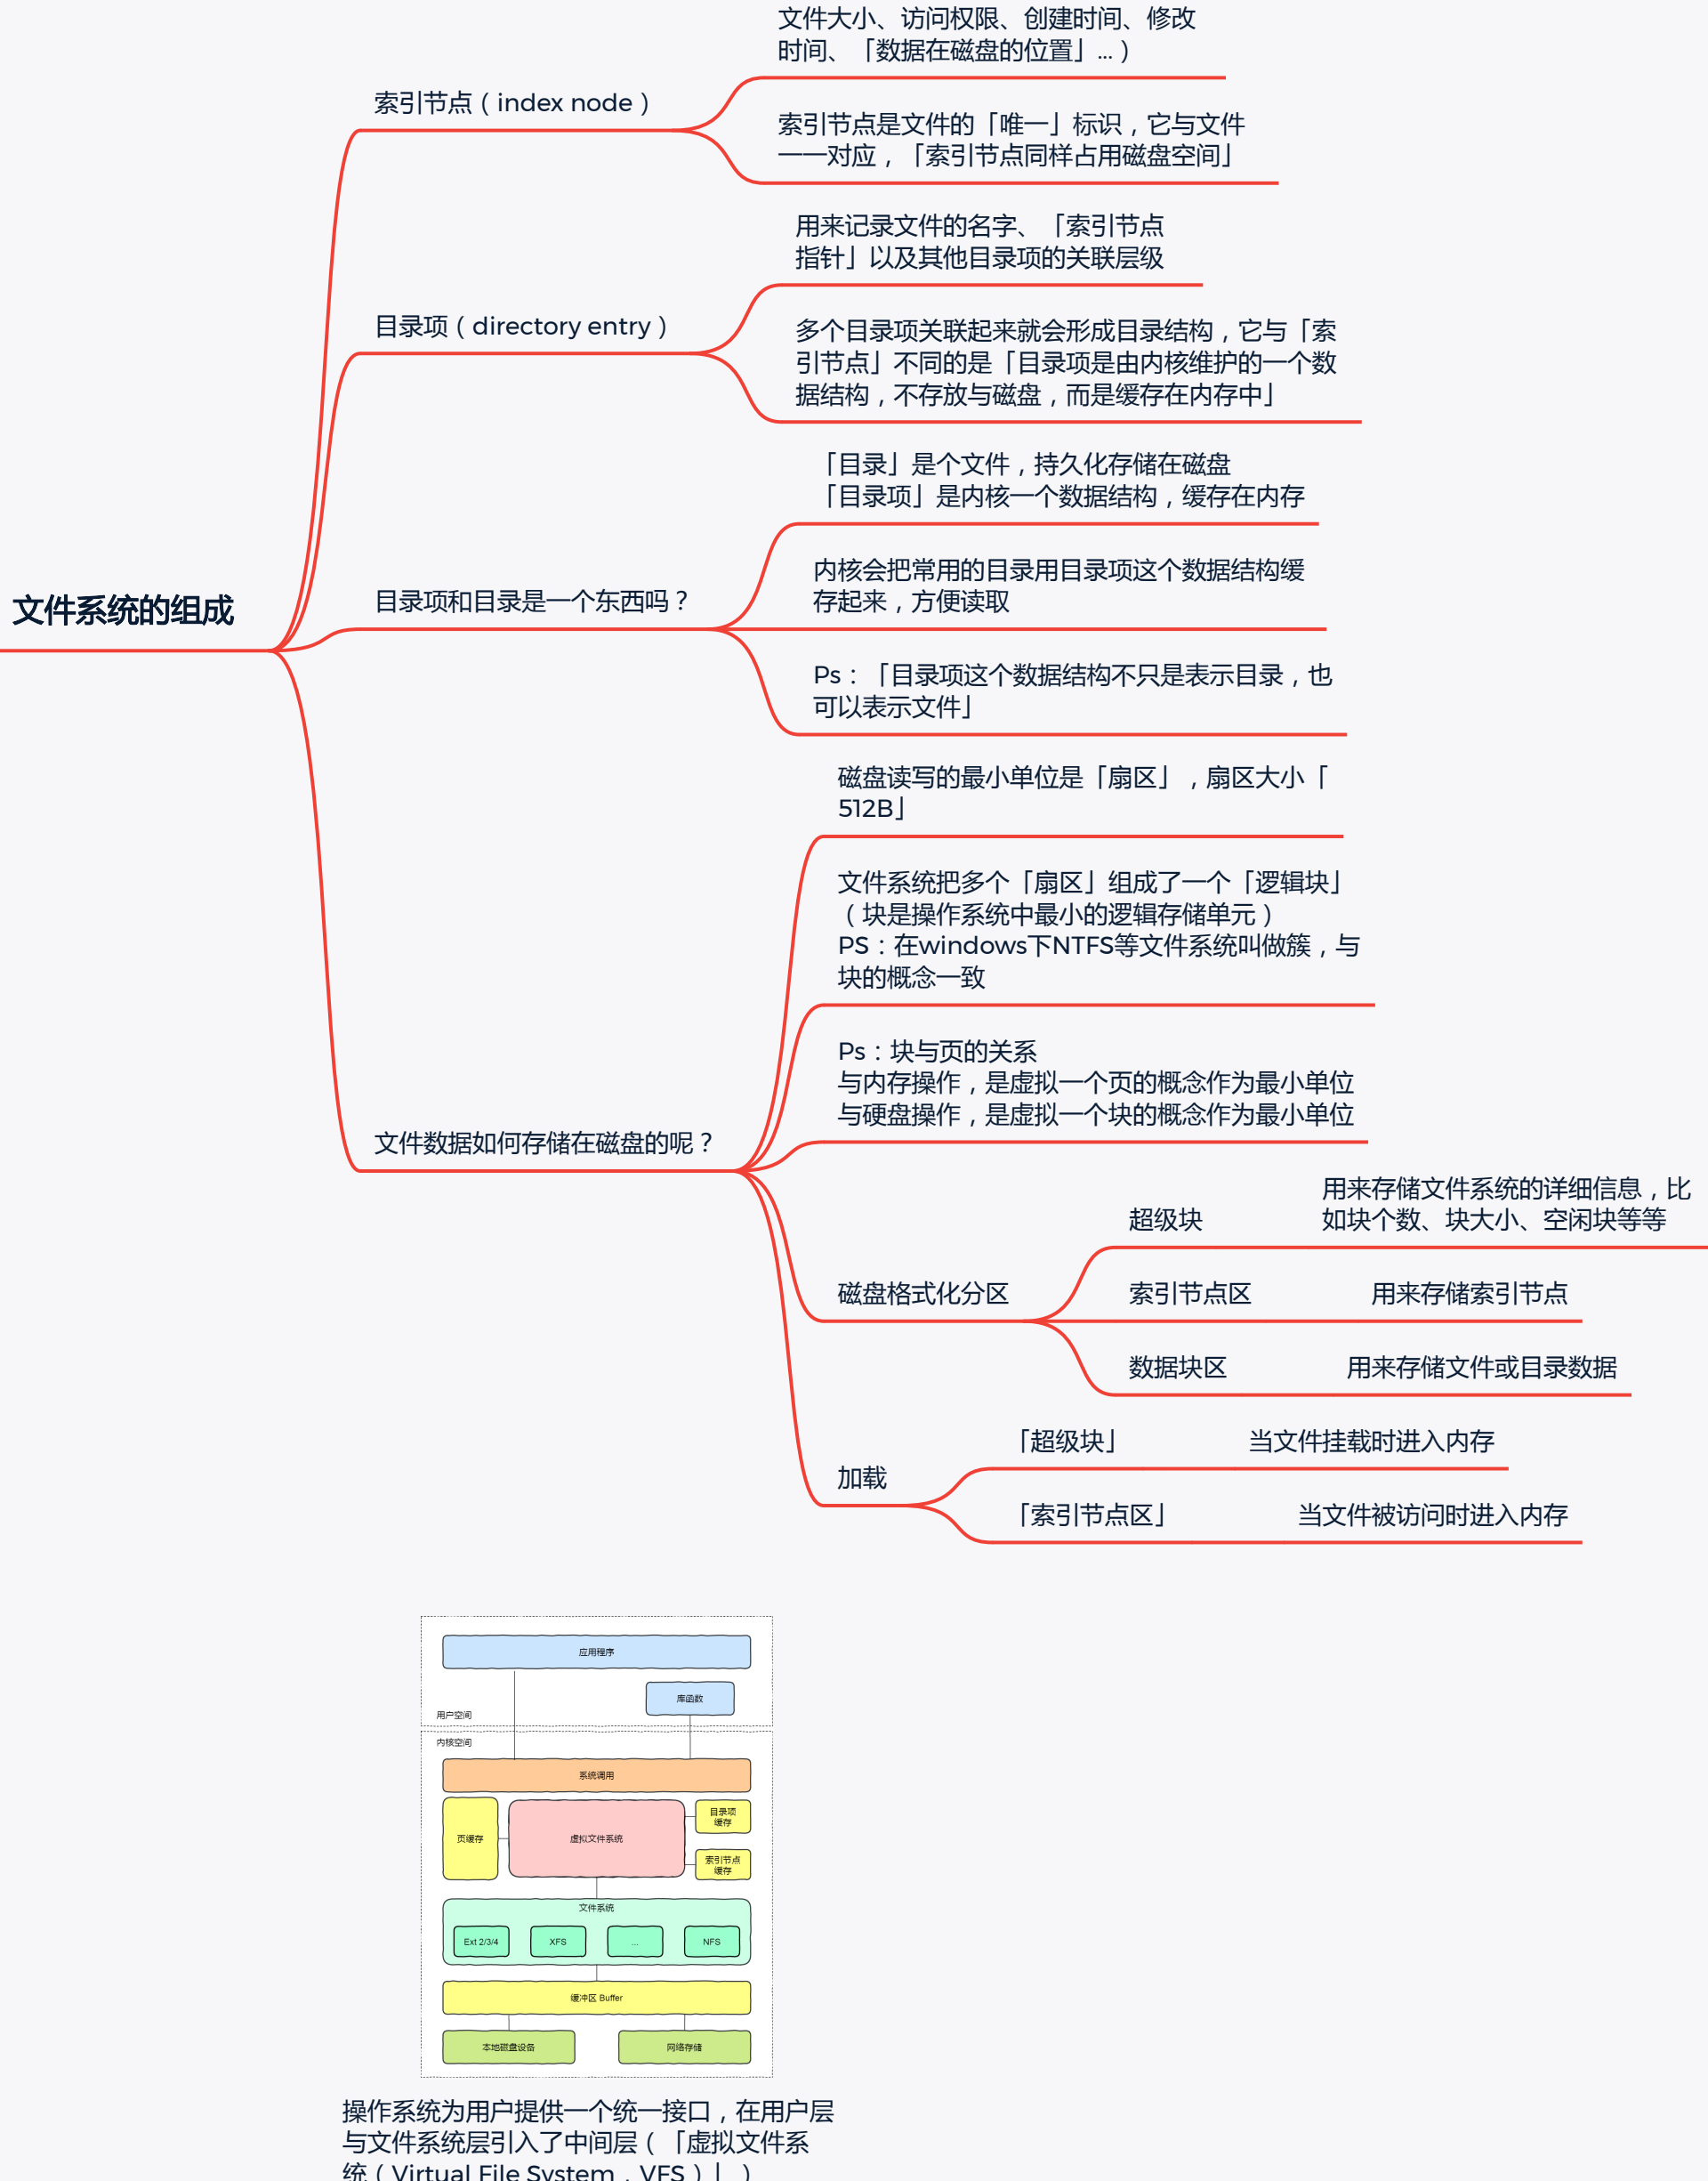 文件大小、访问权限、创建时间、修改
时间、「数据在磁盘的位置」...）
索引节点（index node）
索引节点是文件的「唯一」标识，它与文件
一一对应，「索引节点同样占用磁盘空间」
用来记录文件的名字、「索引节点
指针」以及其他目录项的关联层级
目录项（directory entry）
多个目录项关联起来就会形成目录结构，它与「索
引节点」不同的是「目录项是由内核维护的一个数
据结构，不存放与磁盘，而是缓存在内存中」
「目录」是个文件，持久化存储在磁盘
「目录项」是内核一个数据结构，缓存在内存
文件系统的组成
目录项和目录是一个东西吗？
内核会把常用的目录用目录项这个数据结构缓
存起来，方便读取
Ps：「目录项这个数据结构不只是表示目录，也
可以表示文件」
磁盘读写的最小单位是「扇区」，扇区大小「
512B」
文件系统把多个「扇区」组成了一个「逻辑块」
（块是操作系统中最小的逻辑存储单元）
PS：在windows下NTFS等文件系统叫做簇，与
块的概念一致
Ps：块与页的关系
与内存操作，是虚拟一个页的概念作为最小单位
与硬盘操作，是虚拟一个块的概念作为最小单位
文件数据如何存储在磁盘的呢？
磁盘格式化分区
超级块
用来存储文件系统的详细信息，比
如块个数、块大小、空闲块等等
索引节点区
用来存储索引节点
数据块区
用来存储文件或目录数据
加载
「超级块」
当文件挂载时进入内存
「索引节点区」
当文件被访问时进入内存
应用程序
库函数
用户空间
内核空间
系统调用
页缓存
虚拟文件系统
目录项
缓存
索引节点
缓存
文件系统
Ext 2/3/4
XFS
...
NFS
缓冲区 Buffer
本地磁盘设备
网络存储
操作系统为用户提供一个统一接口，在用户层
与文件系统层引入了中间层（「虚拟文件系
统（Virtual File System，VFS）」）